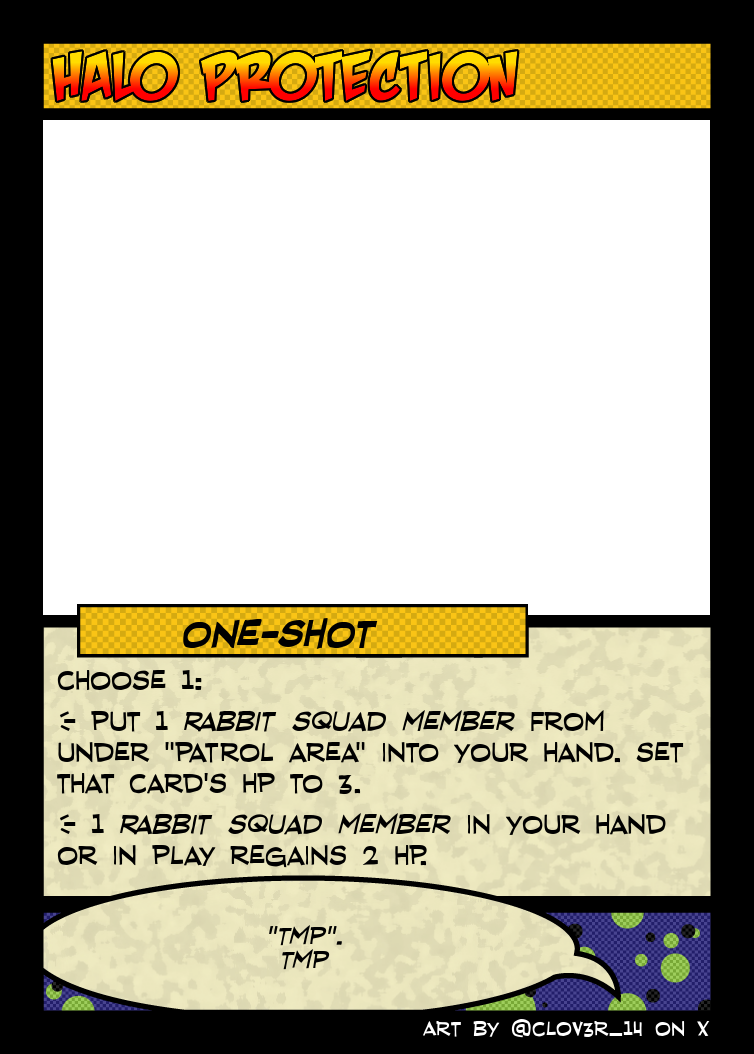 HALO PROTECTION
ONE-SHOT
CHOOSE 1:
PUT 1 RABBIT SQUAD MEMBER FROM
UNDER "PATROL AREA" INTO YOUR HAND. SET
THAT CARD'S HP TO 3.
1 RABBIT SQUAD MEMBER IN YOUR HAND
OR IN PLAY REGAINS 2 HP.
"TMP".
TMP
ART BY @CLOV3R_14 ON X